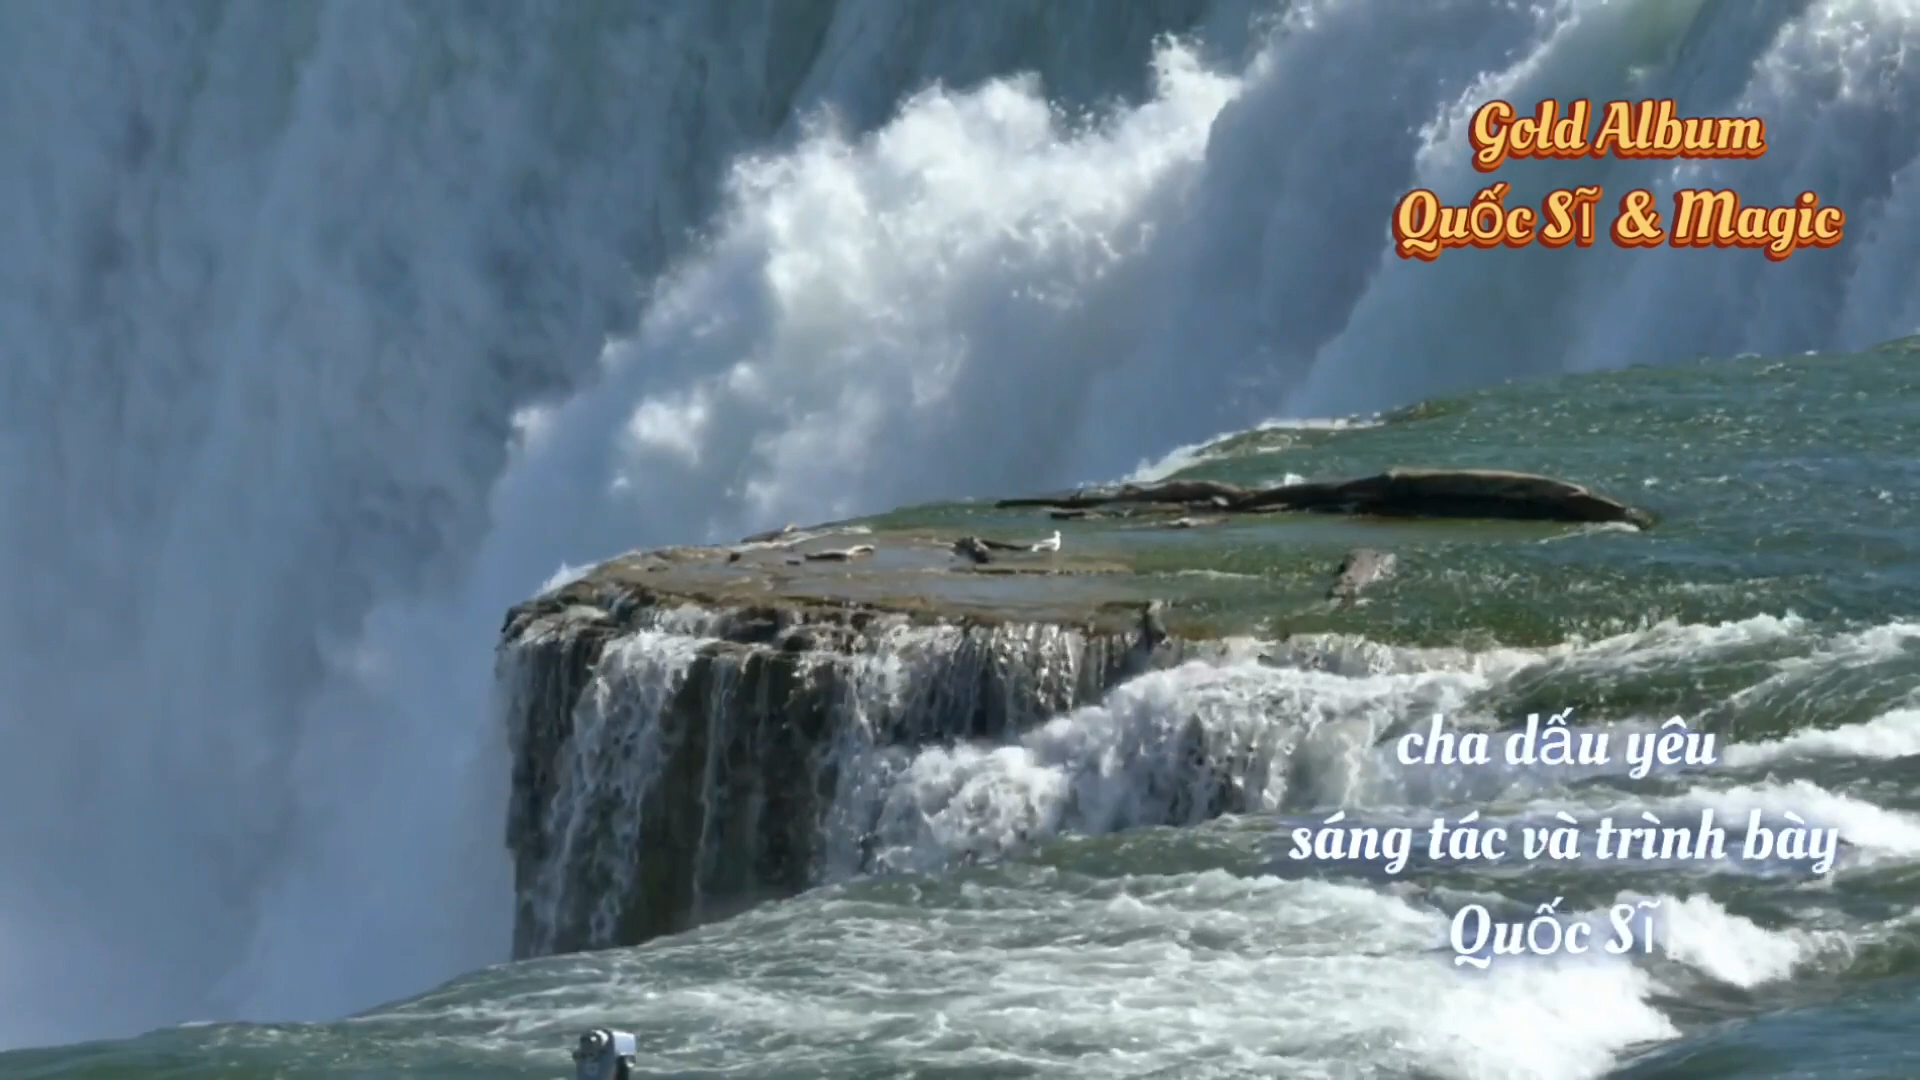 Gold Album
Quốc Sĩ & Magic
cha dấu yêu
sáng tác và trình bày
Quốc Sĩ